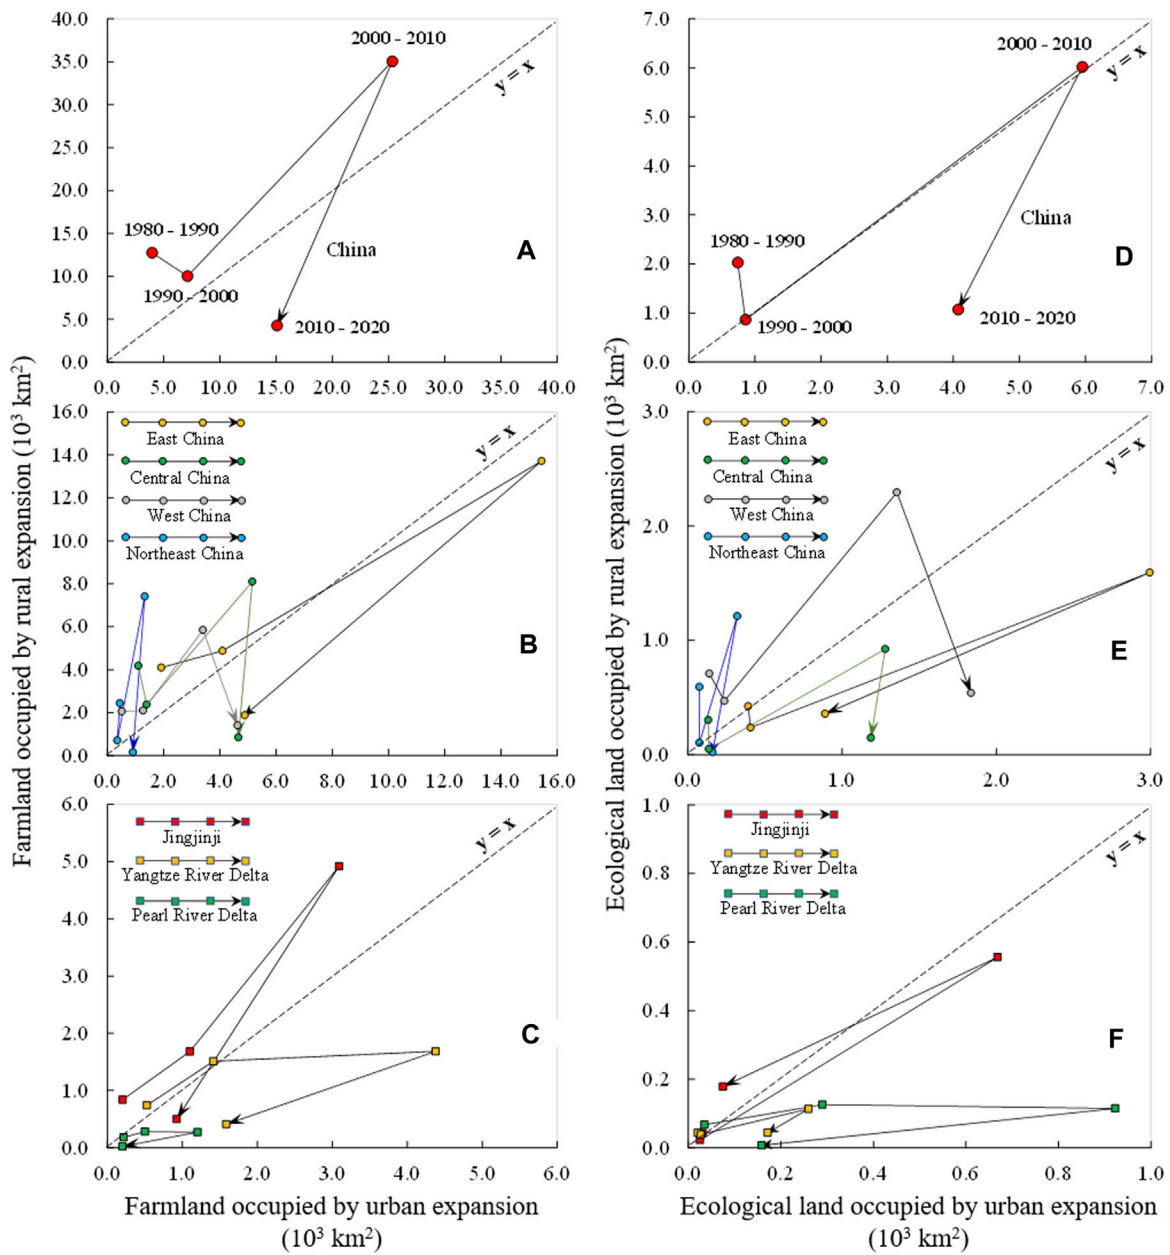 Farmland occupied by rural expansion (10³ km²)
40.0
35.0
30.0
25.0
20.0
15.0
10.0
5.0
0.0
2000 - 2010
y = x
1980 - 1990
China
A
1990 - 2000
2010 - 2020
0.0 5.0 10.0 15.0 20.0 25.0 30.0 35.0 40.0
16.0
14.0
12.0
10.0
8.0
6.0
4.0
2.0
0.0
East China
Central China
West China
Northeast China
y = x
B
0.0 2.0 4.0 6.0 8.0 10.0 12.0 14.0 16.0
6.0
5.0
4.0
3.0
2.0
1.0
0.0
Jingjinji
Yangtze River Delta
Pearl River Delta
y = x
C
0.0 1.0 2.0 3.0 4.0 5.0 6.0
Farmland occupied by urban expansion
(10³ km²)
Ecological land occupied by rural expansion (10³ km²)
7.0
6.0
5.0
4.0
3.0
2.0
1.0
0.0
2000 - 2010
y = x
China
1980 - 1990
D
1990 - 2000
2010 - 2020
0.0 1.0 2.0 3.0 4.0 5.0 6.0 7.0
3.0
2.0
1.0
0.0
East China
Central China
West China
Northeast China
y = x
E
0.0 1.0 2.0 3.0
1.0
0.8
0.6
0.4
0.2
0.0
Jingjinji
Yangtze River Delta
Pearl River Delta
y = x
F
0.0 0.2 0.4 0.6 0.8 1.0
Ecological land occupied by urban expansion
(10³ km²)